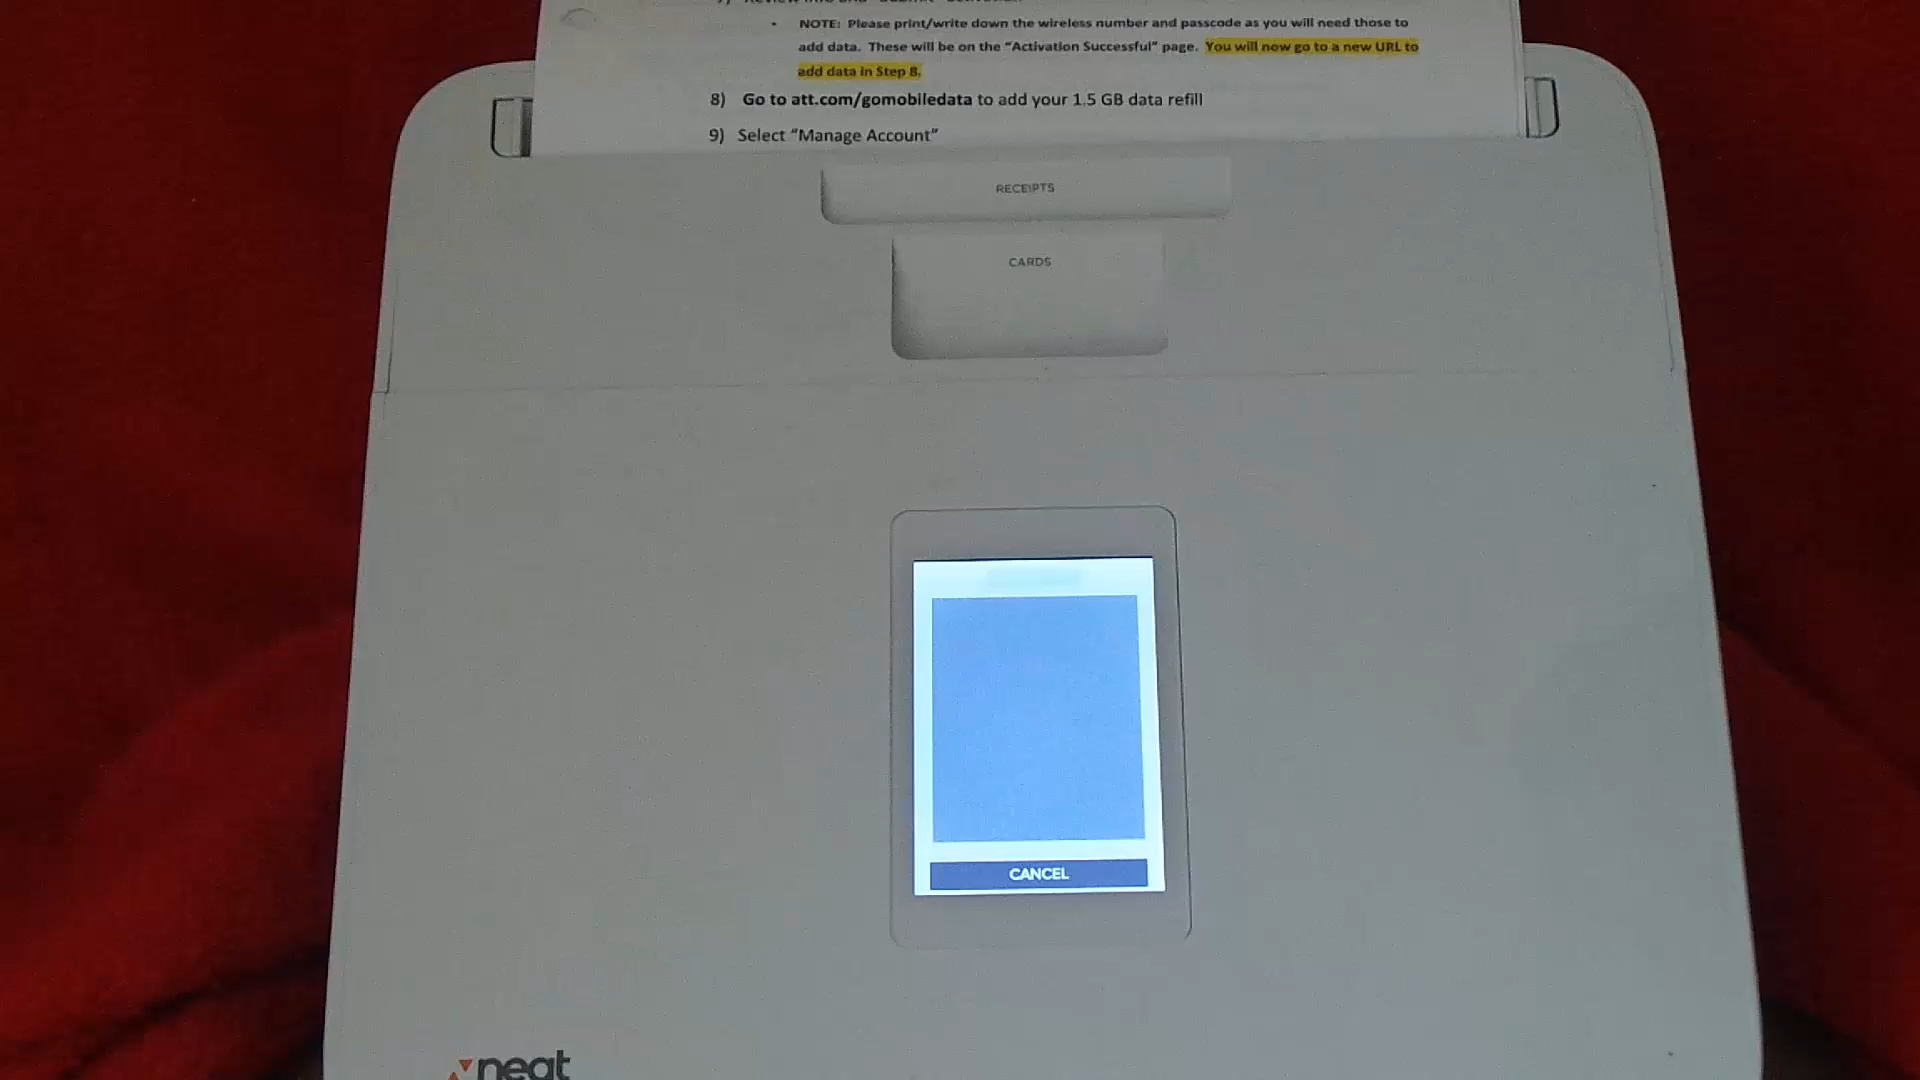 NOTE: Please print/write down the wireless number and passcode as you will need those to
add data. These will be on the "Activation Successful" page. You will now go to a new URL to
add data in Step 8.
8) Go to att.com/gomobiledata to add your 1.5 GB data refill
9) Select "Manage Account"
RECEIPTS
CARDS
CANCEL
neat